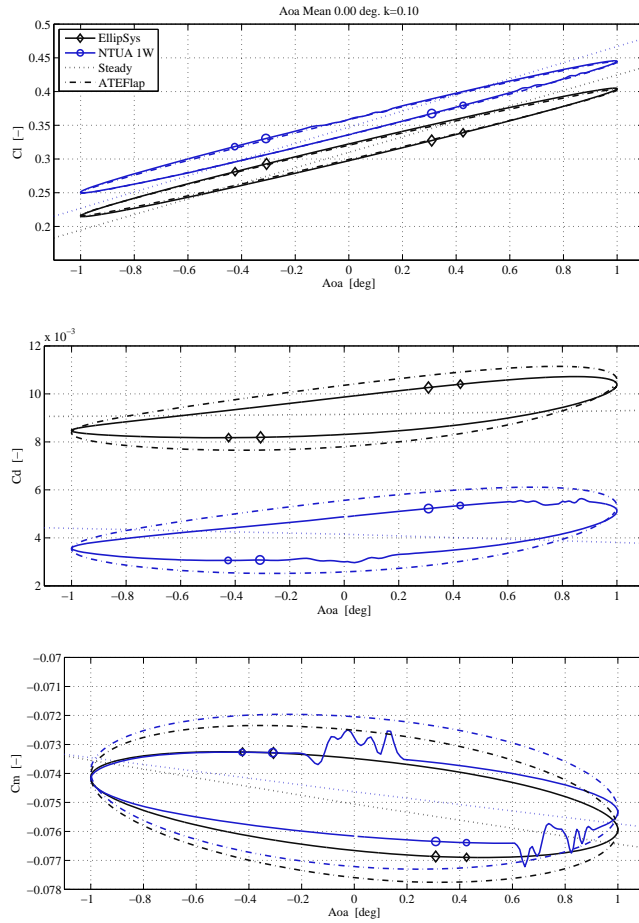 Aoa Mean 0.00 deg. k=0.10
0.5
0.45
0.4
0.35
0.3
0.25
0.2
Cl [−]
EllipSys
NTUA 1W
Steady
ATEFlap
−1 −0.8 −0.6 −0.4 −0.2 0 0.2 0.4 0.6 0.8 1
Aoa [deg]
x 10−3
12
10
8
6
4
2
Cd [−]
−1 −0.8 −0.6 −0.4 −0.2 0 0.2 0.4 0.6 0.8 1
Aoa [deg]
−0.07
−0.071
−0.072
−0.073
−0.074
−0.075
−0.076
−0.077
−0.078
Cm [−]
−1 −0.8 −0.6 −0.4 −0.2 0 0.2 0.4 0.6 0.8 1
Aoa [deg]